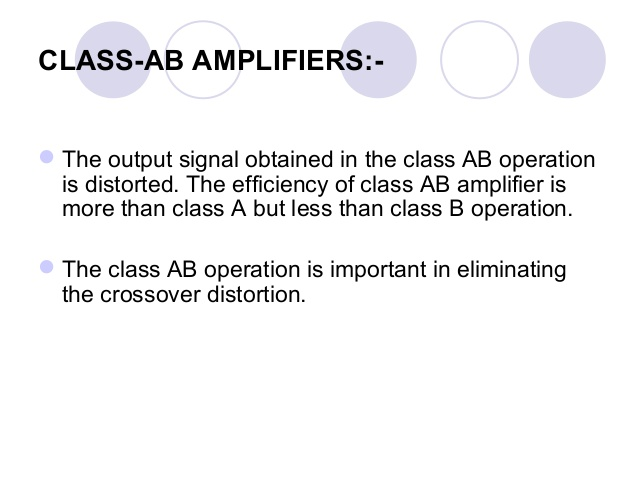 CLASS-AB AMPLIFIERS:-
The output signal obtained in the class AB operation
is distorted. The efficiency of class AB amplifier is
more than class A but less than class B operation.
The class AB operation is important in eliminating
the crossover distortion.